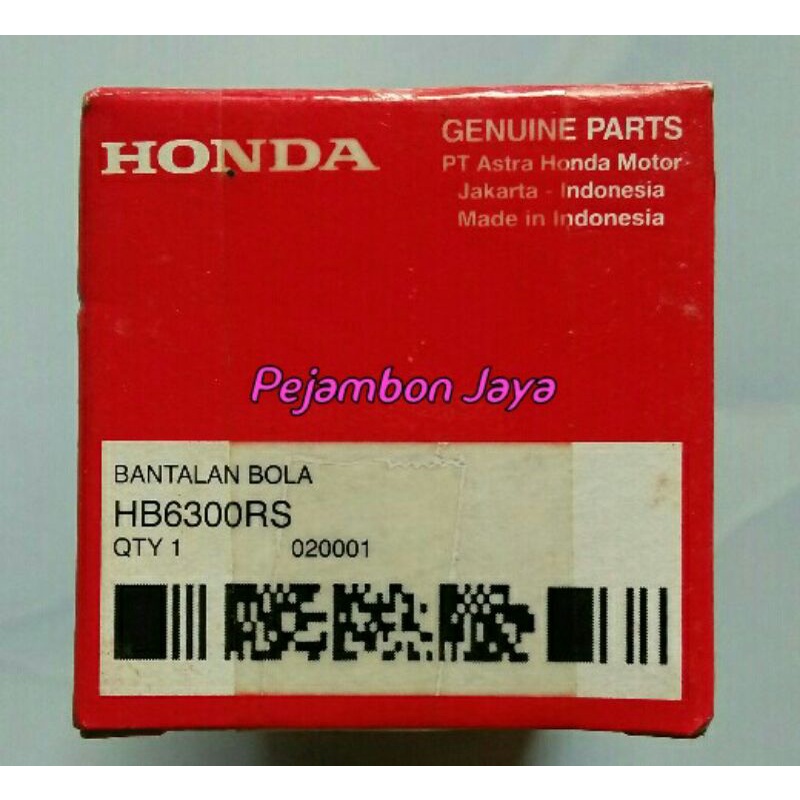 HONDA
GENUINE PARTS
PT Astra Honda Motor
Jakarta - Indonesia
Made in Indonesia
Pejambon Jaya
BANTALAN BOLA
HB6300RS
QTY 1 020001